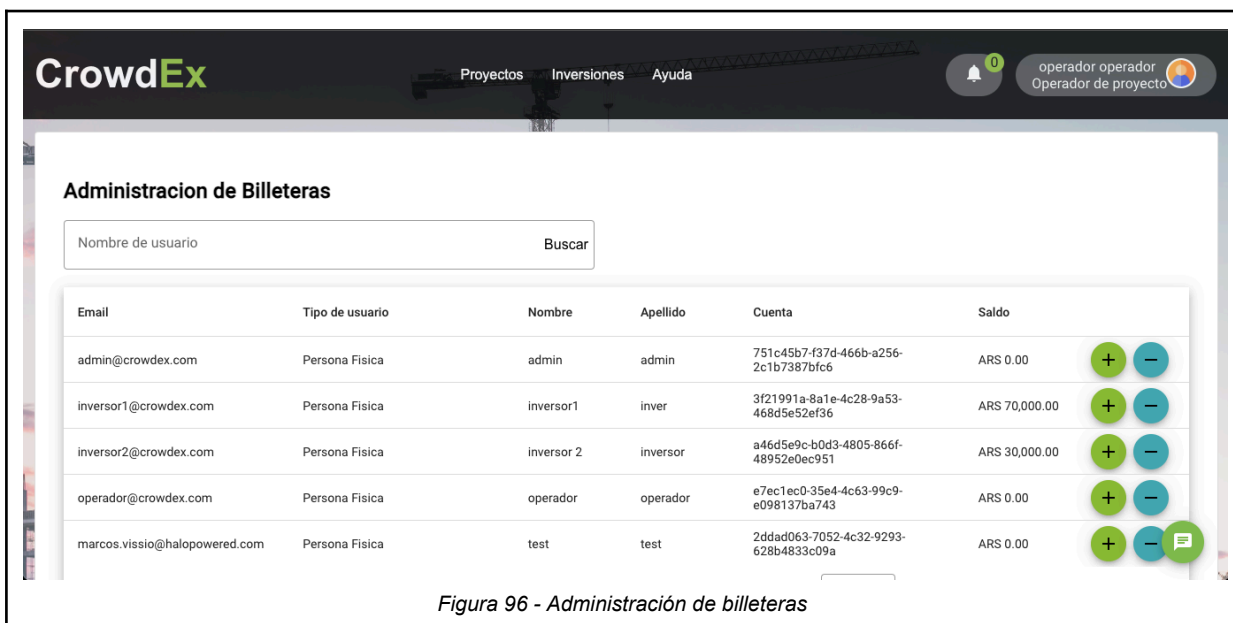 CrowdEx
Proyectos Inversiones Ayuda
0
operador operador
Operador de proyecto
Administracion de Billeteras
Nombre de usuario Buscar
Email Tipo de usuario Nombre Apellido Cuenta Saldo
admin@crowdex.com Persona Fisica admin admin 751c45b7-f37d-466b-a256-
2c1b7387bfc6 ARS 0.00 + −
inversor1@crowdex.com Persona Fisica inversor1 inver 3f21991a-8a1e-4c28-9a53-
468d5e52ef36 ARS 70,000.00 + −
inversor2@crowdex.com Persona Fisica inversor 2 inversor a46d5e9c-b0d3-4805-866f-
48952e0ec951 ARS 30,000.00 + −
operador@crowdex.com Persona Fisica operador operador e7ec1ec0-35e4-4c63-99c9-
e098137ba743 ARS 0.00 + −
marcos.vissio@halopowered.com Persona Fisica test test 2ddad063-7052-4c32-9293-
628b4833c09a ARS 0.00 + −
Figura 96 - Administración de billeteras